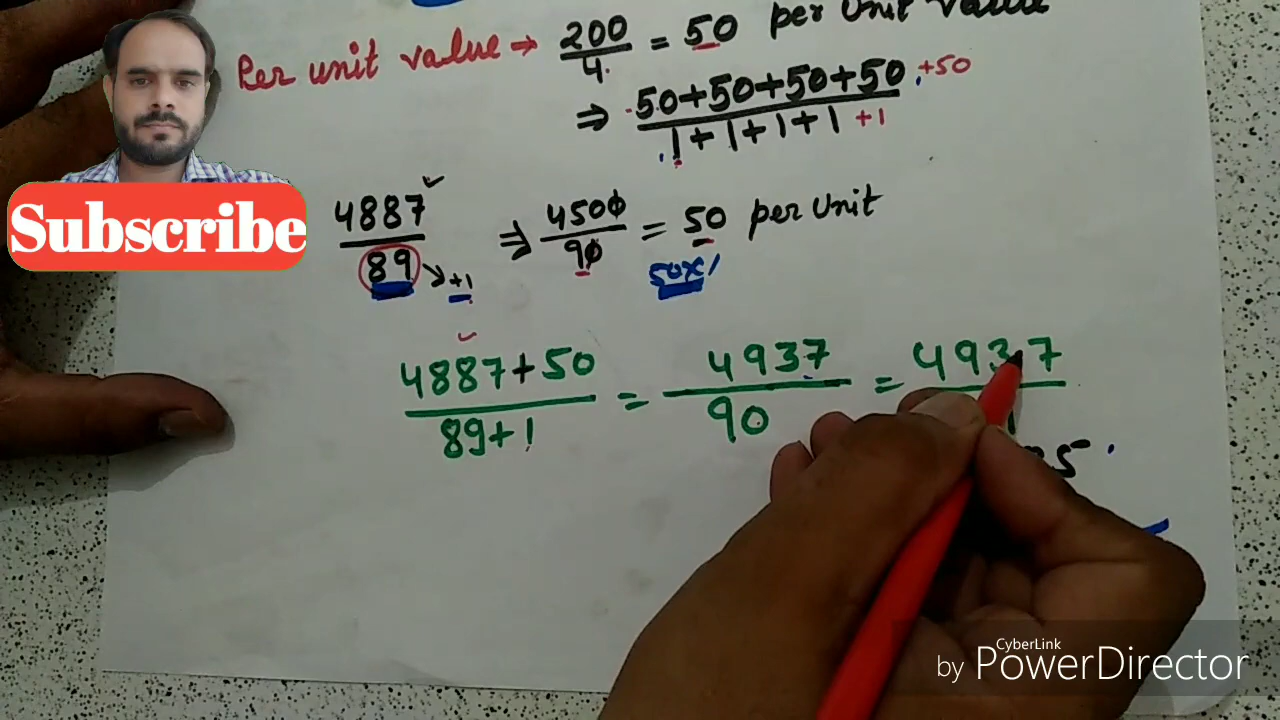 Per unit value → 200/4 = 50 per unit value
⇒ 50+50+50+50 +50 / 1+1+1+1 +1
Subscribe
4887/89 → +1 ⇒ 4500/90 = 50 per unit
50×1
4887+50 / 89+1 = 4937/90 = 4937
CyberLink
by PowerDirector